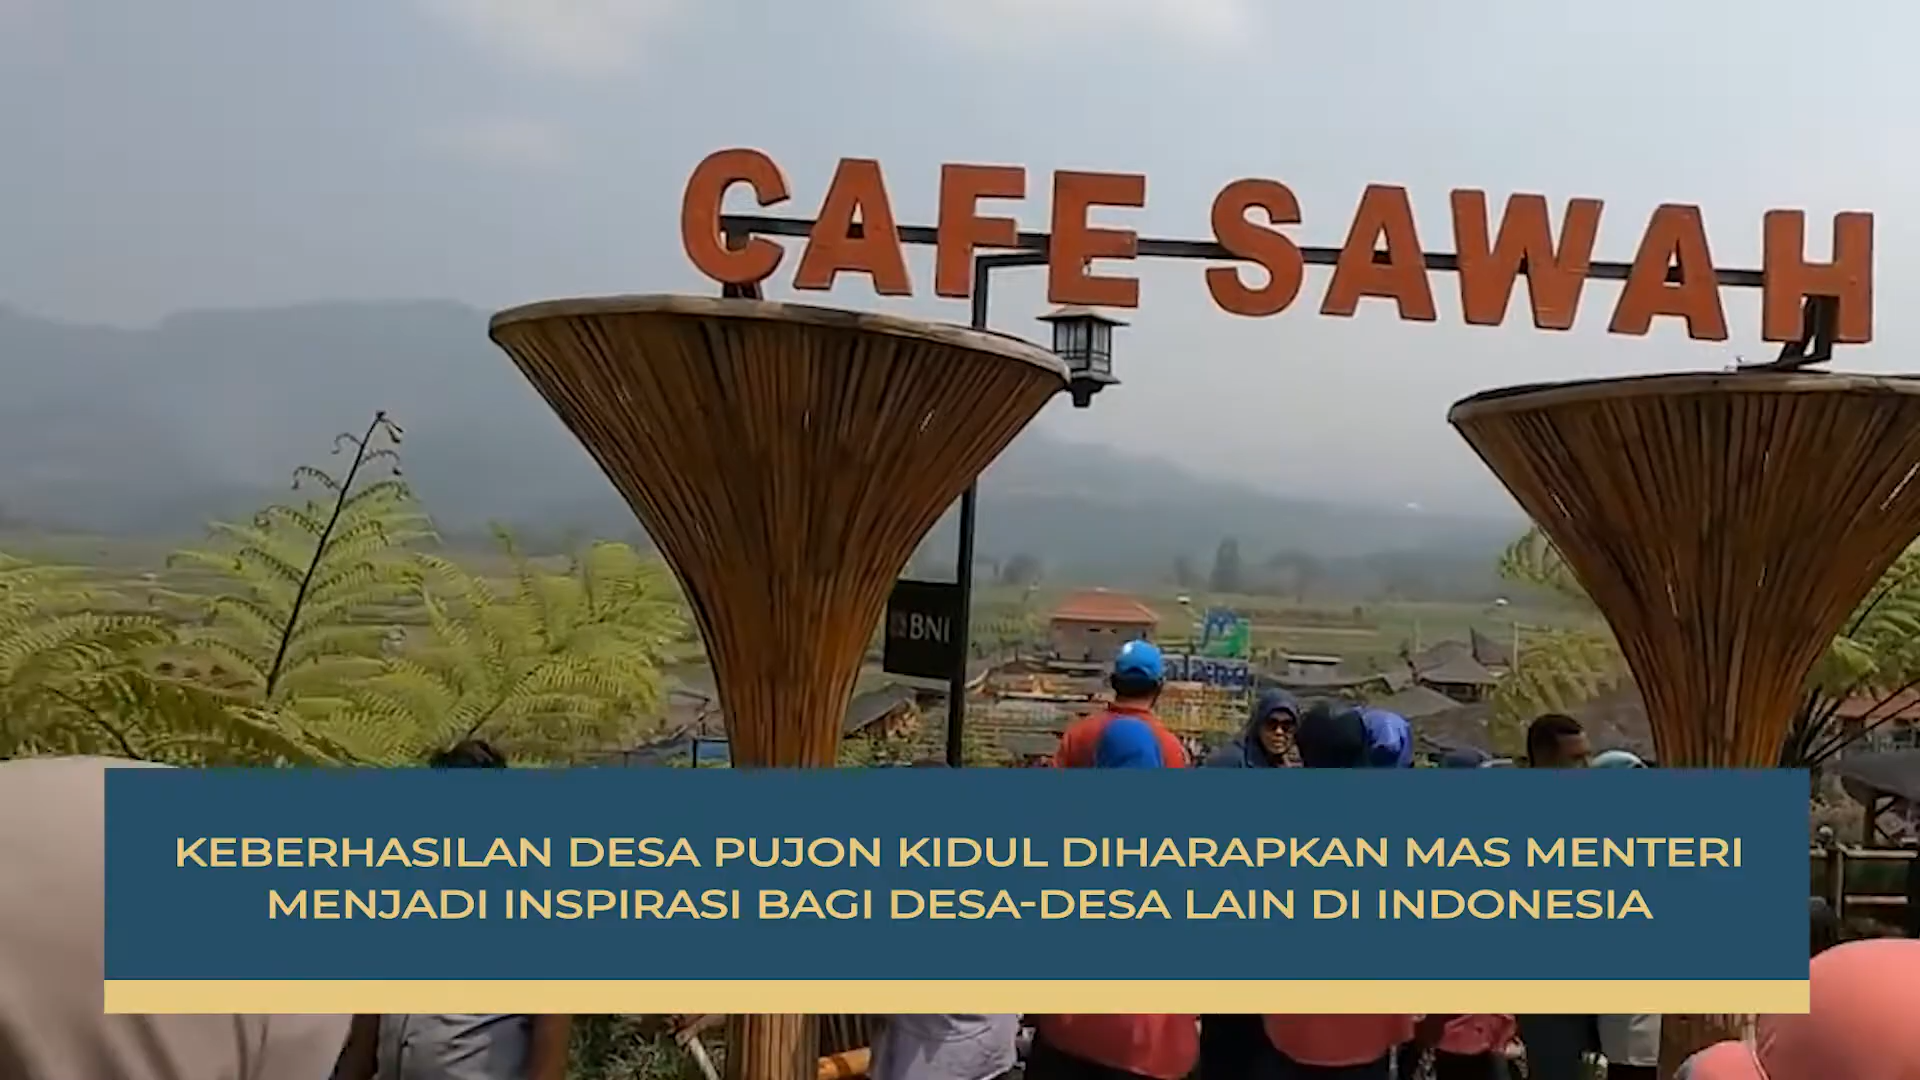 CAFE SAWAH
BNI
KEBERHASILAN DESA PUJON KIDUL DIHARAPKAN MAS MENTERI
MENJADI INSPIRASI BAGI DESA-DESA LAIN DI INDONESIA